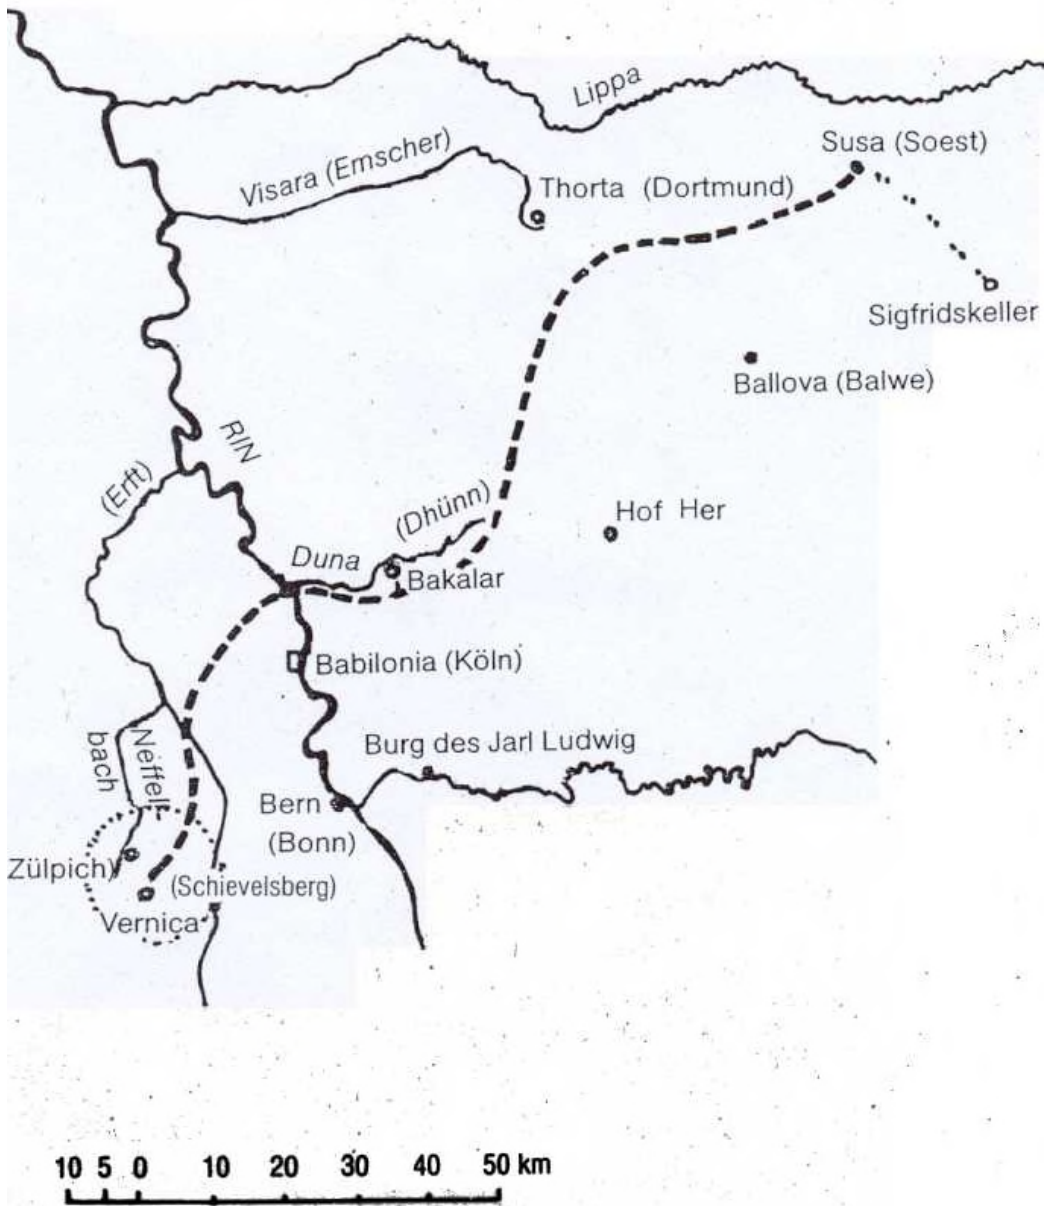 Lippa
Susa (Soest)
Visara (Emscher)
Thorta (Dortmund)
Sigfridskeller
Ballova (Balwe)
RIN
(Erft)
(Dhünn)
Hof Her
Duna
Bakalar
Babilonia (Köln)
Neffel
bach
Burg des Jarl Ludwig
Bern
(Bonn)
Zülpich)
(Schievelsberg)
Vernica
10 5 0 10 20 30 40 50 km